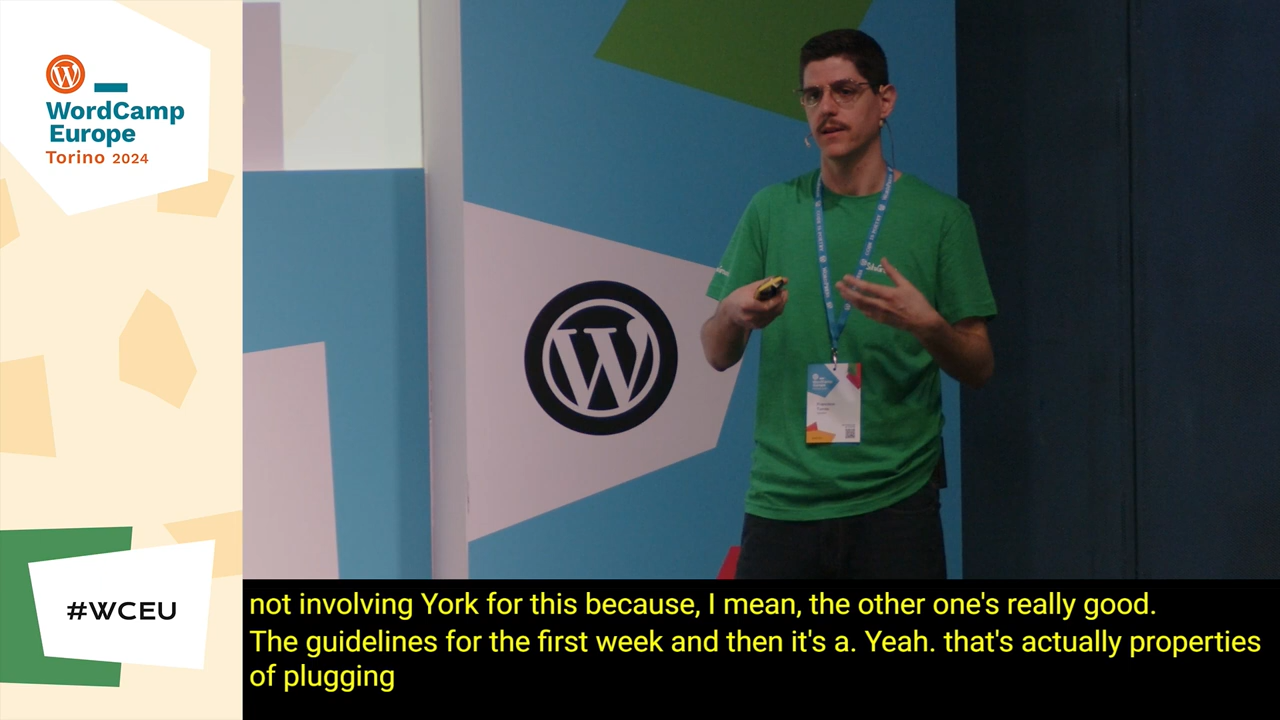 WordCamp
Europe
Torino 2024
#WCEU
not involving York for this because, I mean, the other one's really good.
The guidelines for the first week and then it's a. Yeah. that's actually properties
of plugging